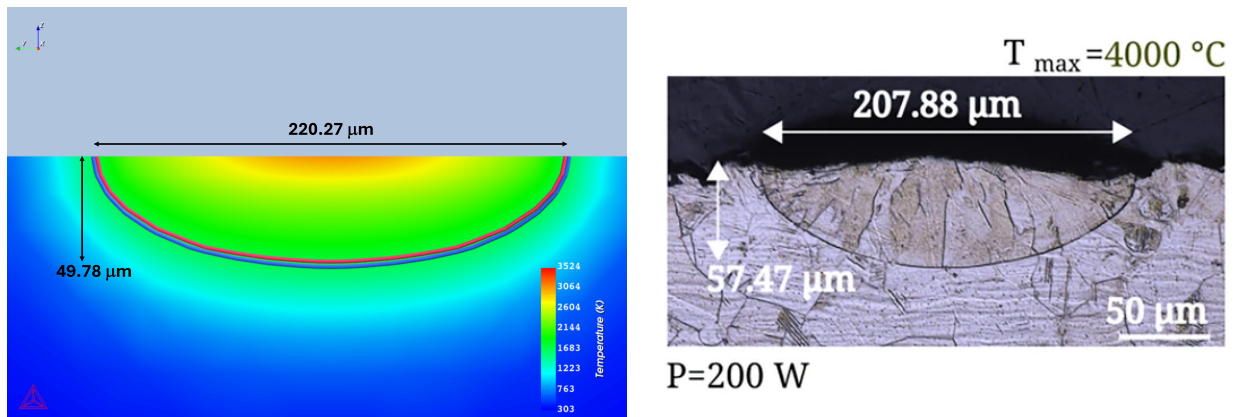 Z
Y
X
220.27 μm
49.78 μm
3524
3064
2604
2144
1683
1223
763
303
Temperature (K)
T max =4000 °C
207.88 μm
57.47 μm
50 μm
P=200 W